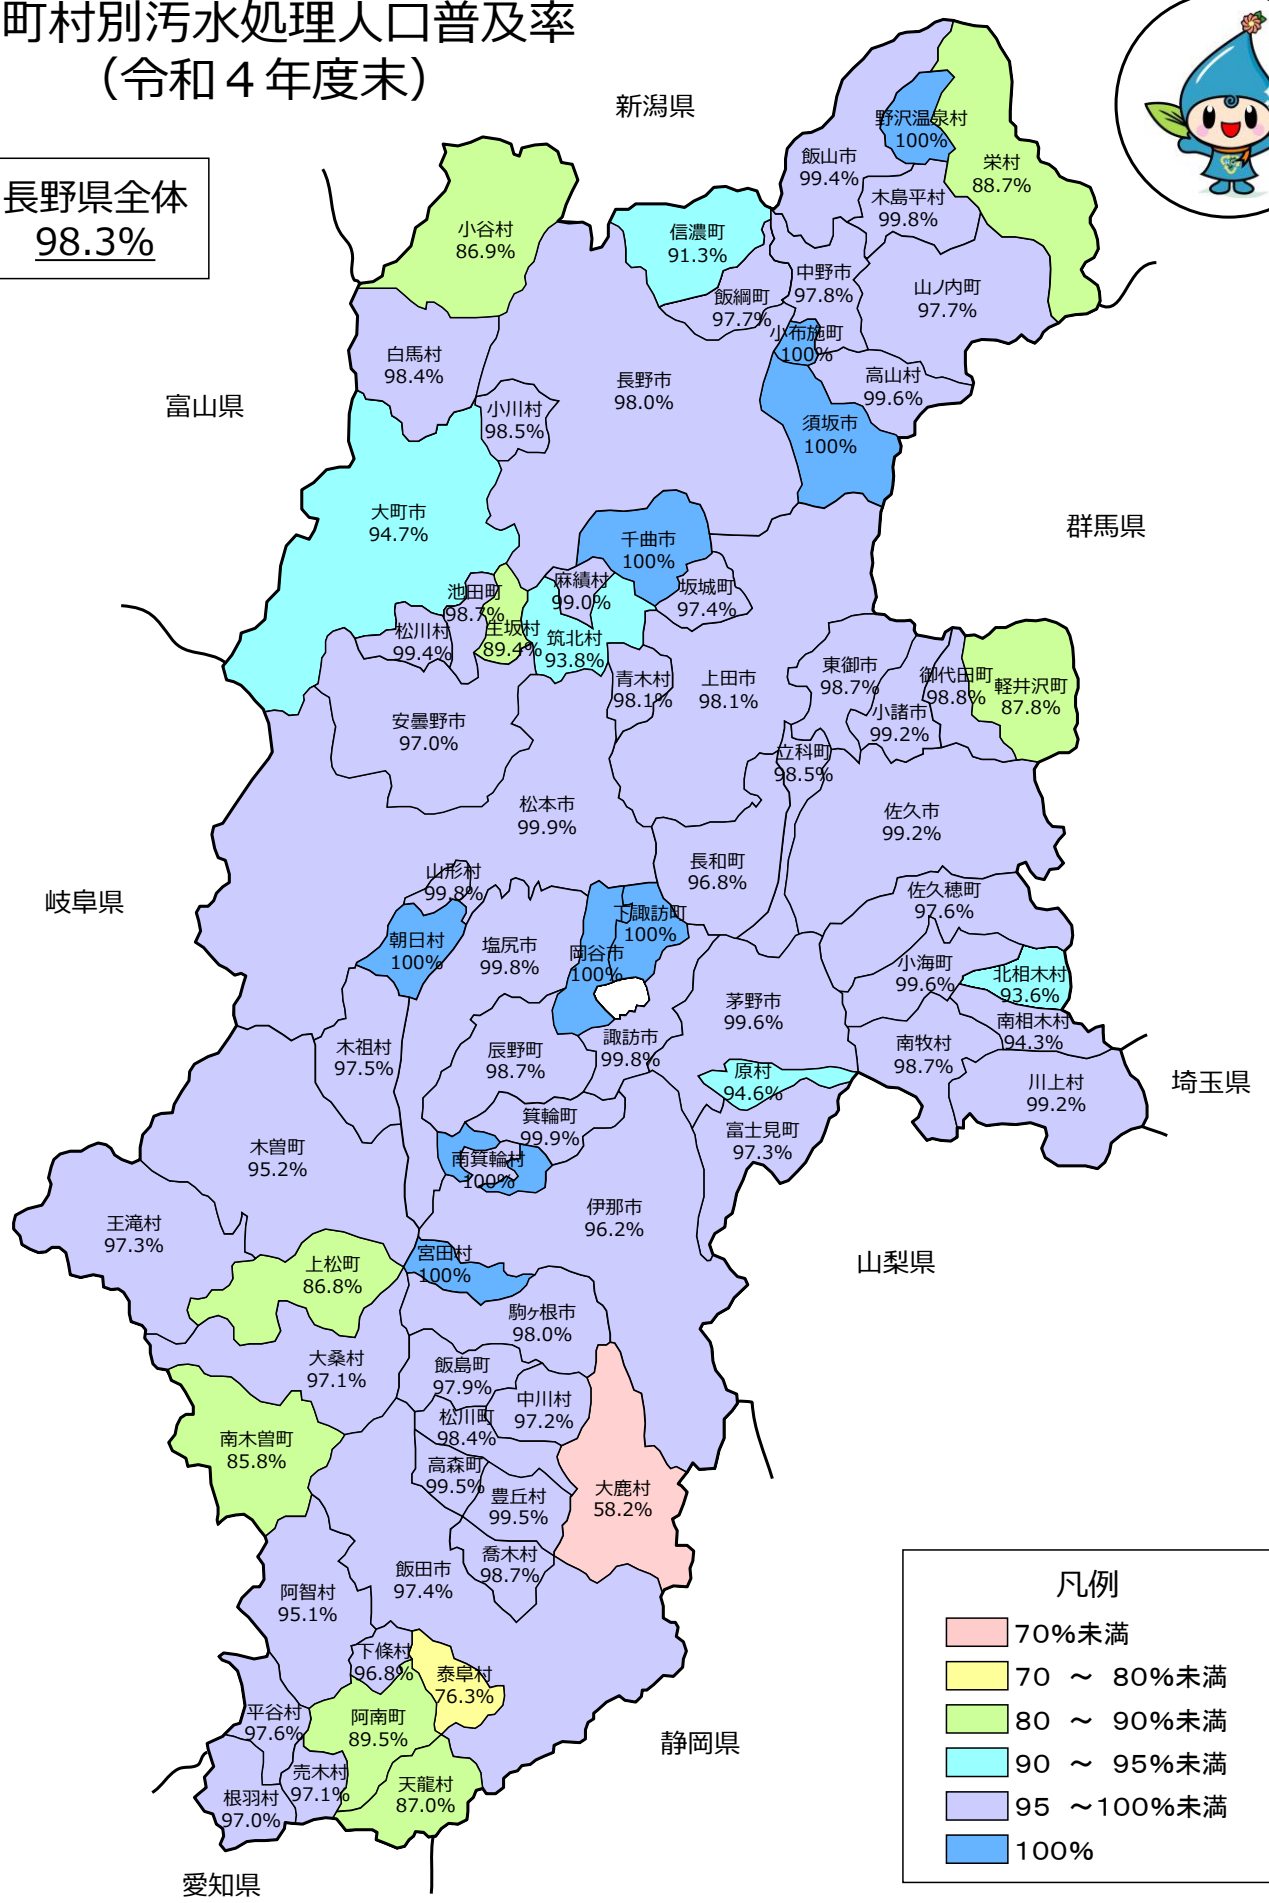 町村別汚水処理人口普及率
（令和４年度末）
長野県全体
98.3%
新潟県
富山県
群馬県
岐阜県
埼玉県
山梨県
静岡県
愛知県
野沢温泉村
100%
飯山市
99.4%
栄村
88.7%
木島平村
99.8%
小谷村
86.9%
信濃町
91.3%
中野市
97.8%
山ノ内町
97.7%
飯綱町
97.7%
小布施町
100%
白馬村
98.4%
長野市
98.0%
高山村
99.6%
小川村
98.5%
須坂市
100%
大町市
94.7%
千曲市
100%
麻績村
99.0%
坂城町
97.4%
池田町
98.7%
松川村
99.4%
生坂村
89.4%
筑北村
93.8%
青木村
98.1%
上田市
98.1%
東御市
98.7%
御代田町
98.8%
軽井沢町
87.8%
小諸市
99.2%
安曇野市
97.0%
立科町
98.5%
松本市
99.9%
佐久市
99.2%
長和町
96.8%
山形村
99.8%
佐久穂町
97.6%
下諏訪町
100%
朝日村
100%
塩尻市
99.8%
岡谷市
100%
小海町
99.6%
北相木村
93.6%
茅野市
99.6%
南相木村
94.3%
諏訪市
99.8%
南牧村
98.7%
木祖村
97.5%
辰野町
98.7%
原村
94.6%
川上村
99.2%
箕輪町
99.9%
富士見町
97.3%
木曽町
95.2%
南箕輪村
100%
伊那市
96.2%
王滝村
97.3%
上松町
86.8%
宮田村
100%
駒ヶ根市
98.0%
大桑村
97.1%
飯島町
97.9%
中川村
97.2%
松川町
98.4%
南木曽町
85.8%
高森町
99.5%
豊丘村
99.5%
大鹿村
58.2%
喬木村
98.7%
飯田市
97.4%
阿智村
95.1%
下條村
96.8%
泰阜村
76.3%
平谷村
97.6%
阿南町
89.5%
売木村
97.1%
天龍村
87.0%
根羽村
97.0%
凡例
70%未満
70 ～ 80%未満
80 ～ 90%未満
90 ～ 95%未満
95 ～100%未満
100%